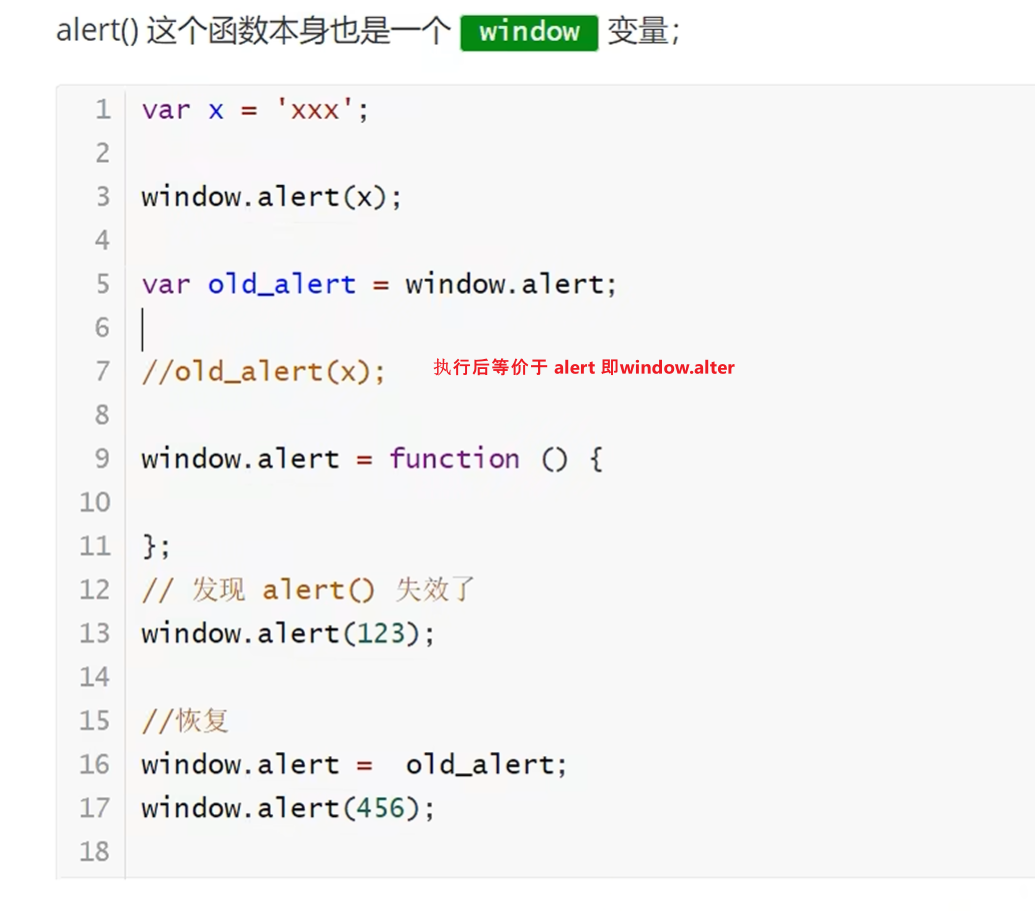 alert() 这个函数本身也是一个 window 变量；
1 var x = 'xxx';
2
3 window.alert(x);
4
5 var old_alert = window.alert;
6
7 //old_alert(x); 执行后等价于 alert 即window.alter
8
9 window.alert = function () {
10
11 };
12 // 发现 alert() 失效了
13 window.alert(123);
14
15 //恢复
16 window.alert =  old_alert;
17 window.alert(456);
18